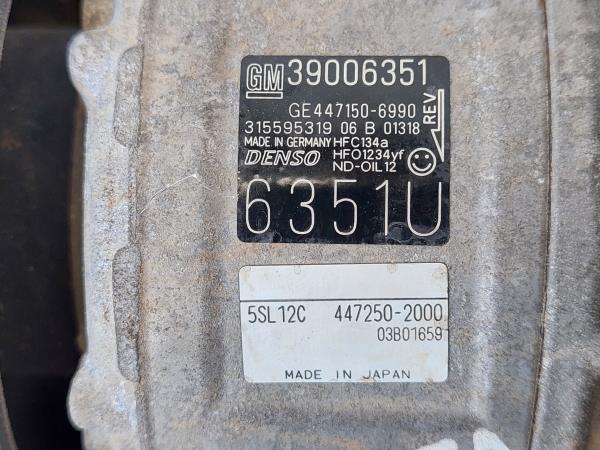 GM 39006351
GE447150-6990
315595319 06 B 01318
MADE IN GERMANY HFC134a
DENSO HFO1234yf
ND-OIL12
REV
6351U
5SL12C 447250-2000
03B01659
MADE IN JAPAN